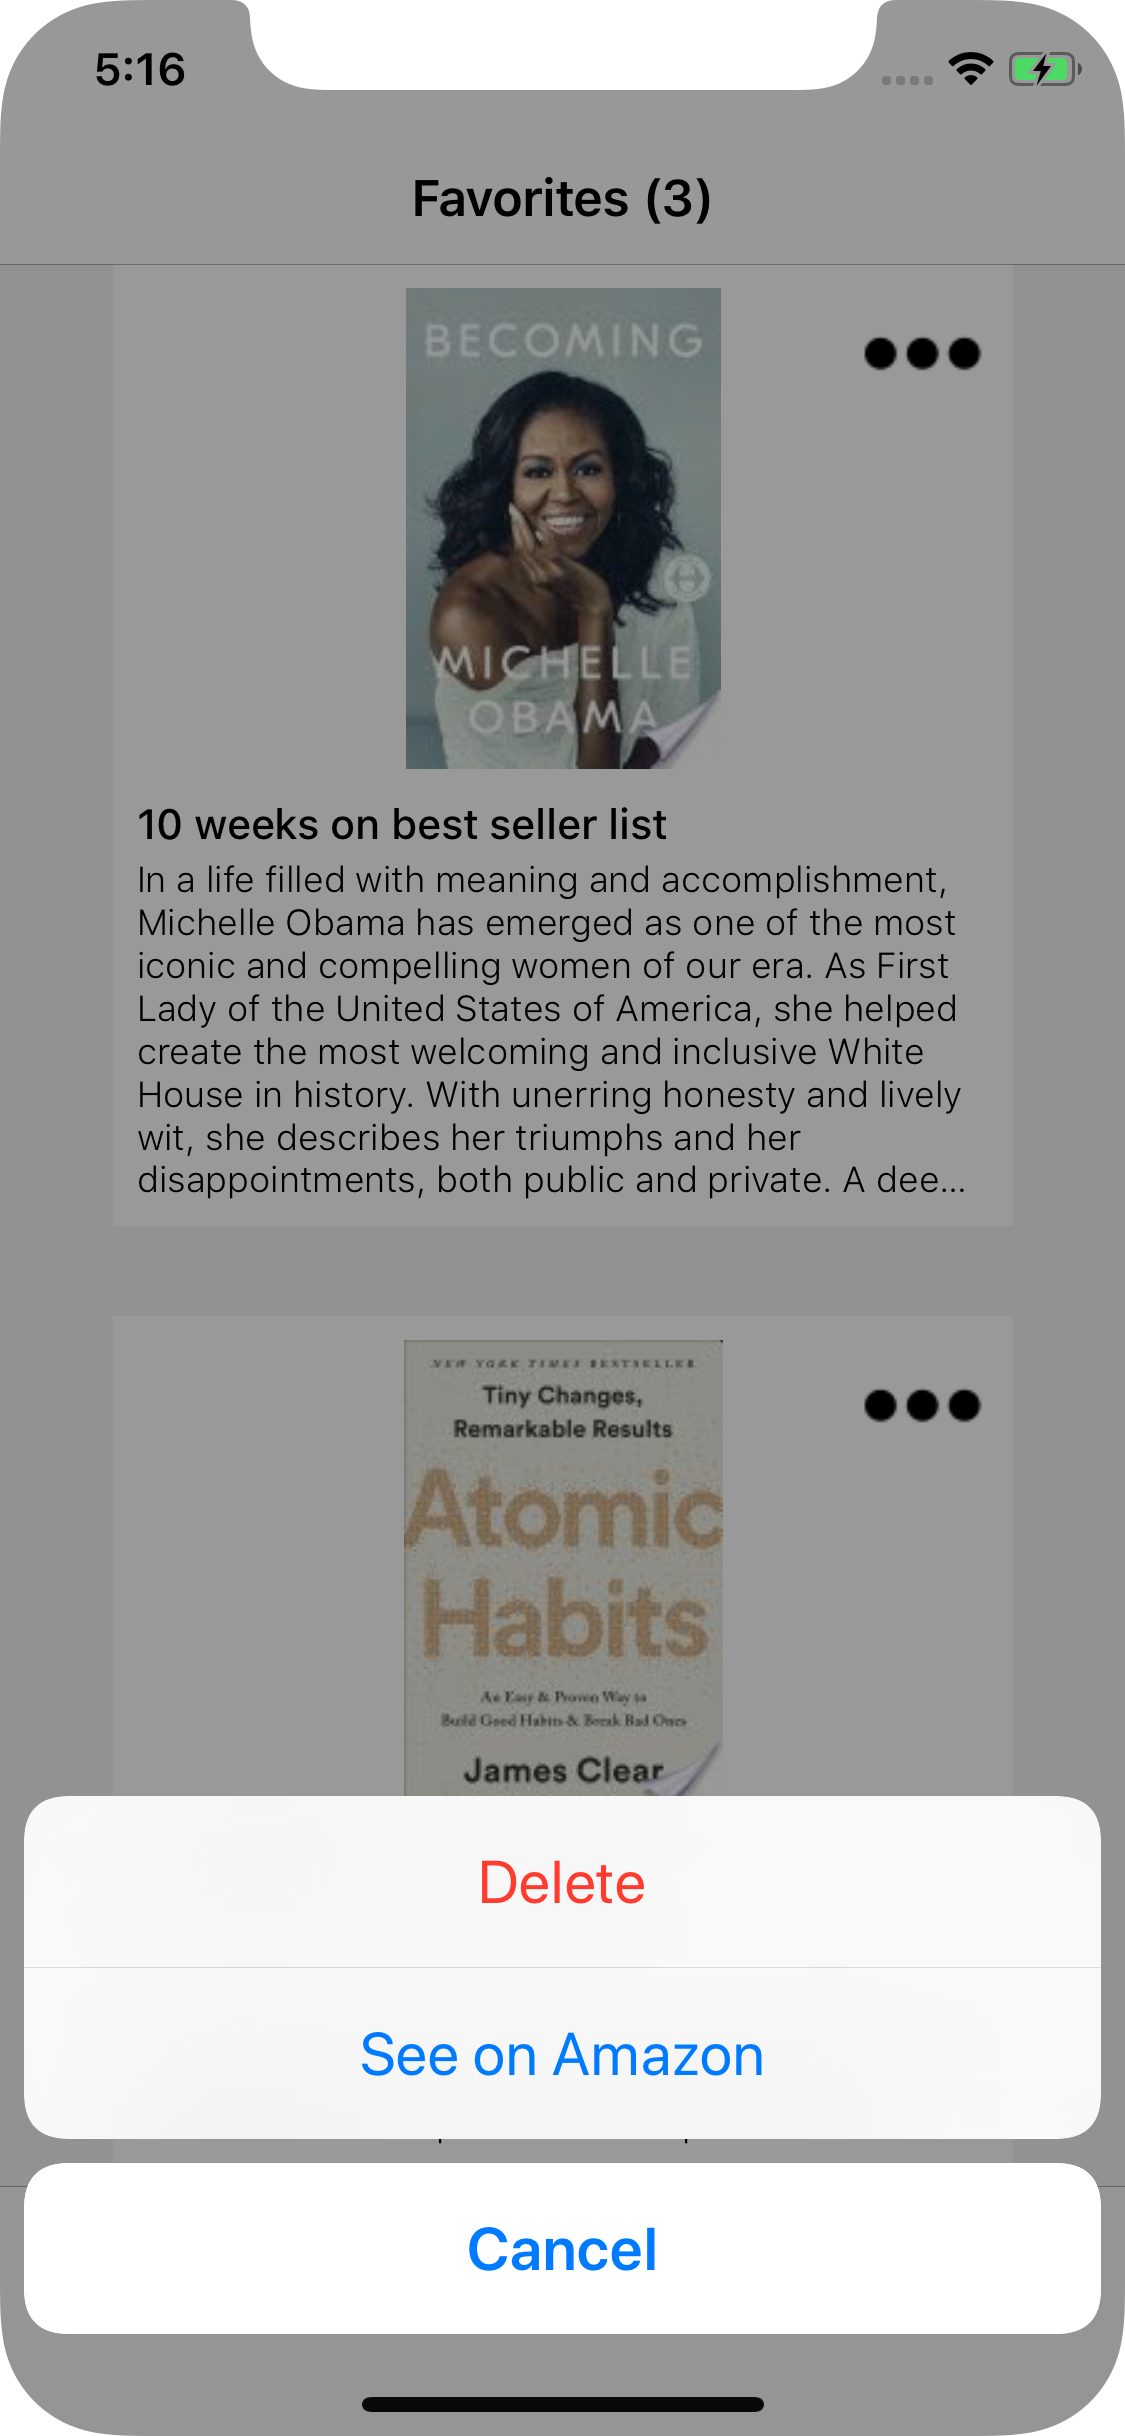 5:16
Favorites (3)
BECOMING
MICHELLE
OBAMA
10 weeks on best seller list
In a life filled with meaning and accomplishment,
Michelle Obama has emerged as one of the most
iconic and compelling women of our era. As First
Lady of the United States of America, she helped
create the most welcoming and inclusive White
House in history. With unerring honesty and lively
wit, she describes her triumphs and her
disappointments, both public and private. A dee...
NEW YORK TIMES BESTSELLER
Tiny Changes,
Remarkable Results
Atomic
Habits
An Easy & Proven Way to
Build Good Habits & Break Bad Ones
James Clear
Delete
See on Amazon
Cancel